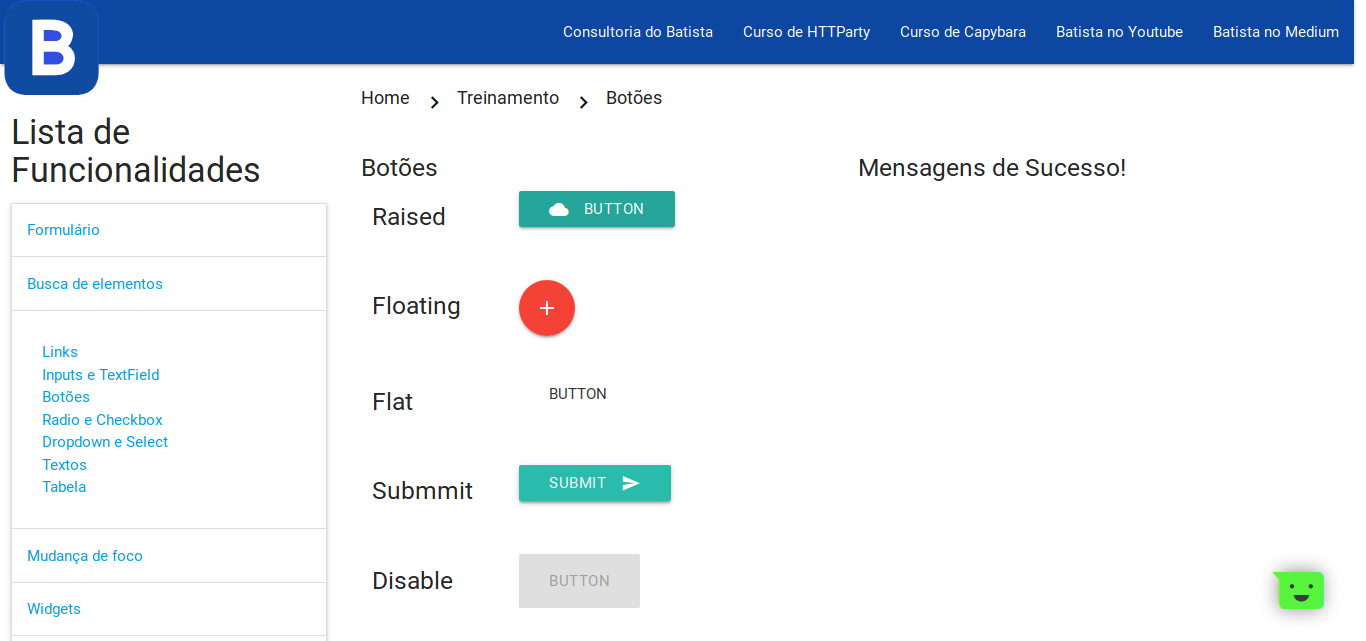 B
Consultoria do Batista Curso de HTTParty Curso de Capybara Batista no Youtube Batista no Medium
Home Treinamento Botões
Lista de
Funcionalidades
Formulário
Busca de elementos
Links
Inputs e TextField
Botões
Radio e Checkbox
Dropdown e Select
Textos
Tabela
Mudança de foco
Widgets
Botões
Raised BUTTON
Floating +
Flat BUTTON
Submmit SUBMIT
Disable BUTTON
Mensagens de Sucesso!